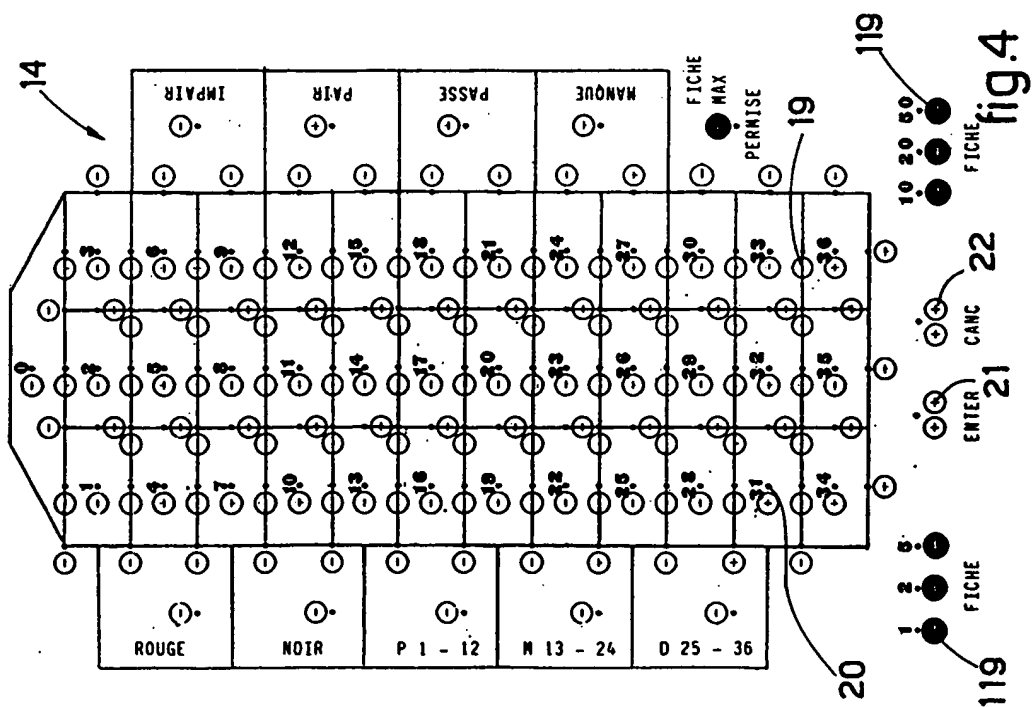 14
0
1 2 3
4 5 6
7 8 9
10 11 12
13 14 15
16 17 18
19 20 21
22 23 24
25 26 27
28 29 30
31 32 33
34 35 36
ROUGE
NOIR
P 1 - 12
M 13 - 24
D 25 - 36
IMPAIR
PAIR
PASSE
MANQUE
FICHE
MAX
PERMISE
19
20
1 2 5
FICHE
119
ENTER
21
CANC
22
10 20 50
FICHE
119
fig.4